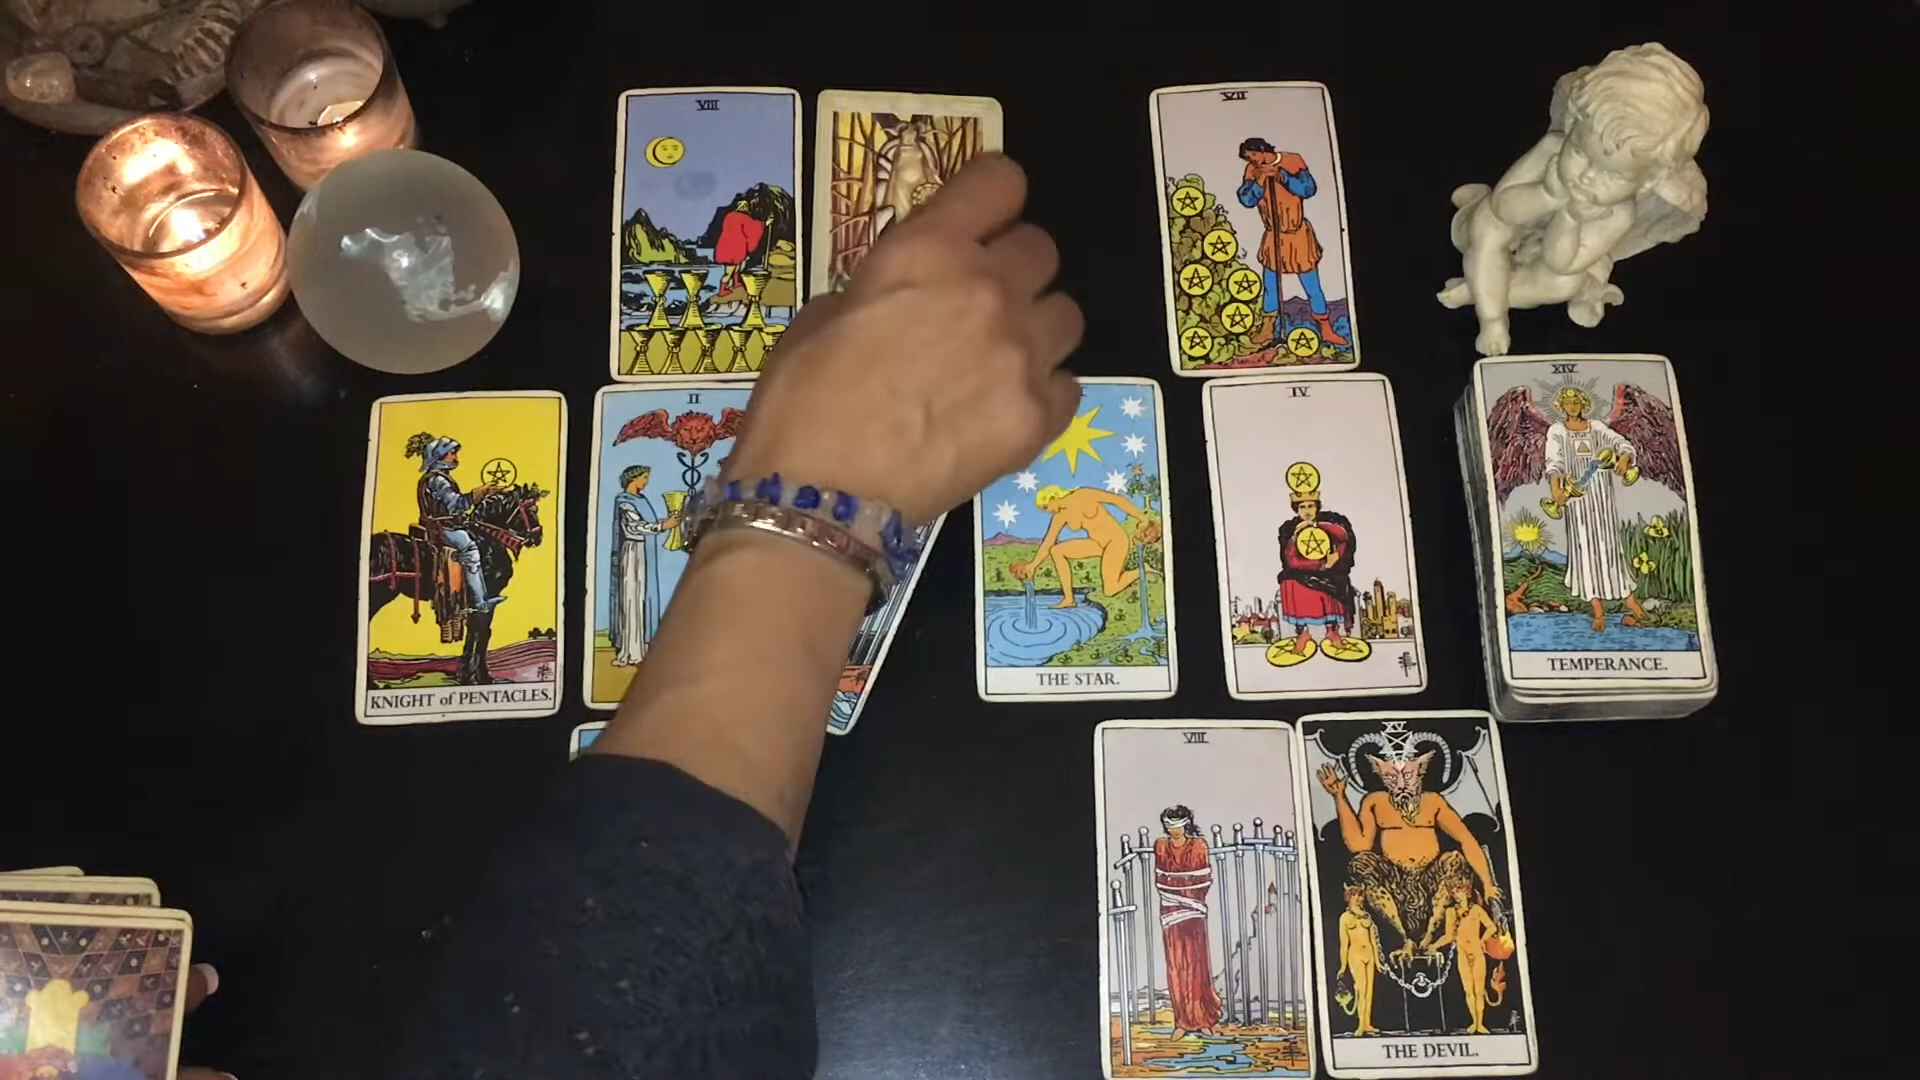 VIII
VII
II
IV
XIV
KNIGHT of PENTACLES.
THE STAR.
TEMPERANCE.
VIII
XV
THE DEVIL.